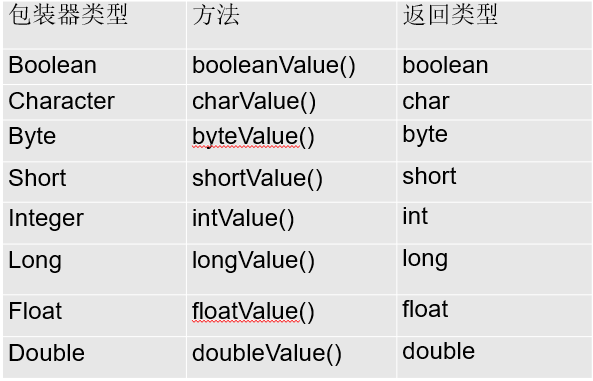 包装器类型 方法 返回类型
Boolean booleanValue() boolean
Character charValue() char
Byte byteValue() byte
Short shortValue() short
Integer intValue() int
Long longValue() long
Float floatValue() float
Double doubleValue() double